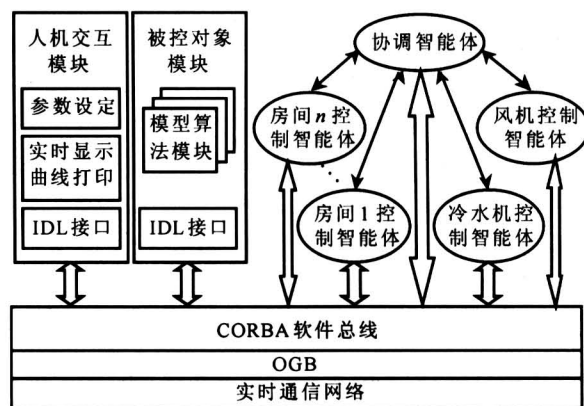 人机交互
模块
参数设定
实时显示
曲线打印
IDL接口
被控对象
模块
模型算
法模块
IDL接口
协调智能体
房间n控
制智能体
风机控制
智能体
房间1控
制智能体
冷水机控
制智能体
CORBA软件总线
OGB
实时通信网络